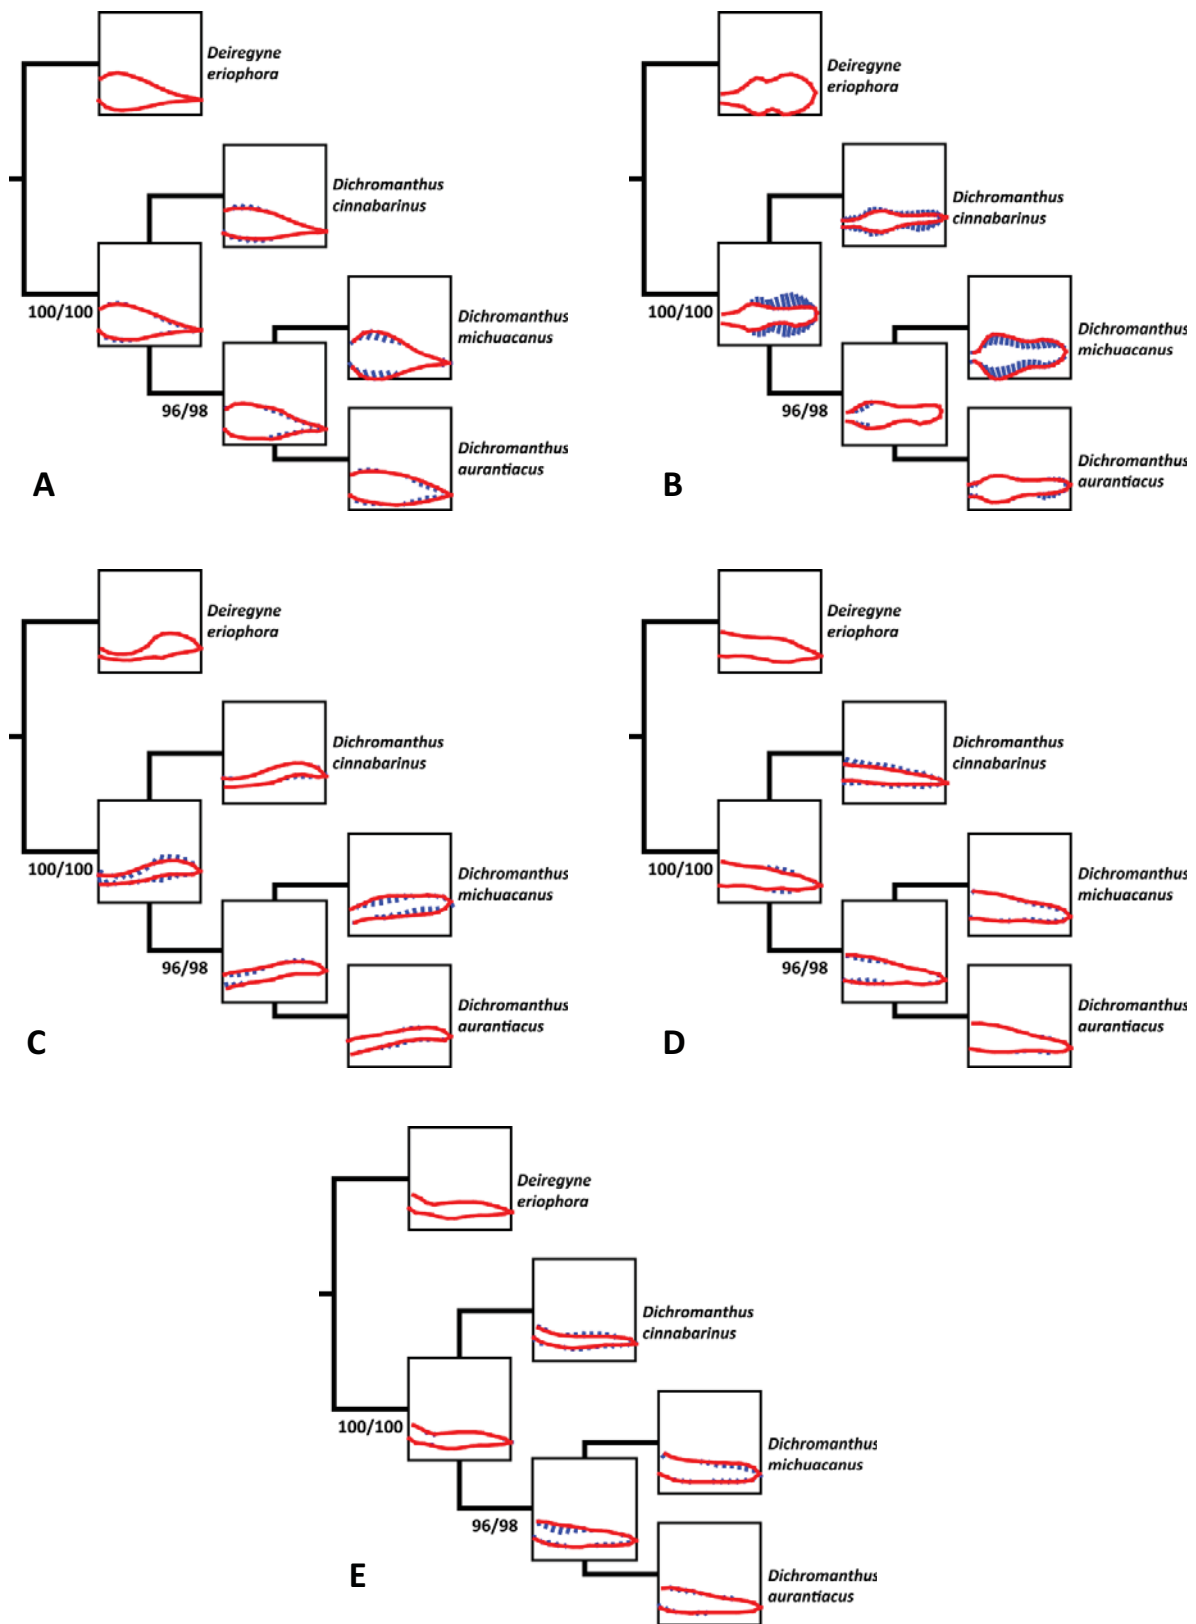 Deiregyne
eriophora
Dichromanthus
cinnabarinus
100/100
Dichromanthus
michuacanus
96/98
Dichromanthus
aurantiacus
A
Deiregyne
eriophora
Dichromanthus
cinnabarinus
100/100
Dichromanthus
michuacanus
96/98
Dichromanthus
aurantiacus
B
Deiregyne
eriophora
Dichromanthus
cinnabarinus
100/100
Dichromanthus
michuacanus
96/98
Dichromanthus
aurantiacus
C
Deiregyne
eriophora
Dichromanthus
cinnabarinus
100/100
Dichromanthus
michuacanus
96/98
Dichromanthus
aurantiacus
D
Deiregyne
eriophora
Dichromanthus
cinnabarinus
100/100
Dichromanthus
michuacanus
96/98
Dichromanthus
aurantiacus
E